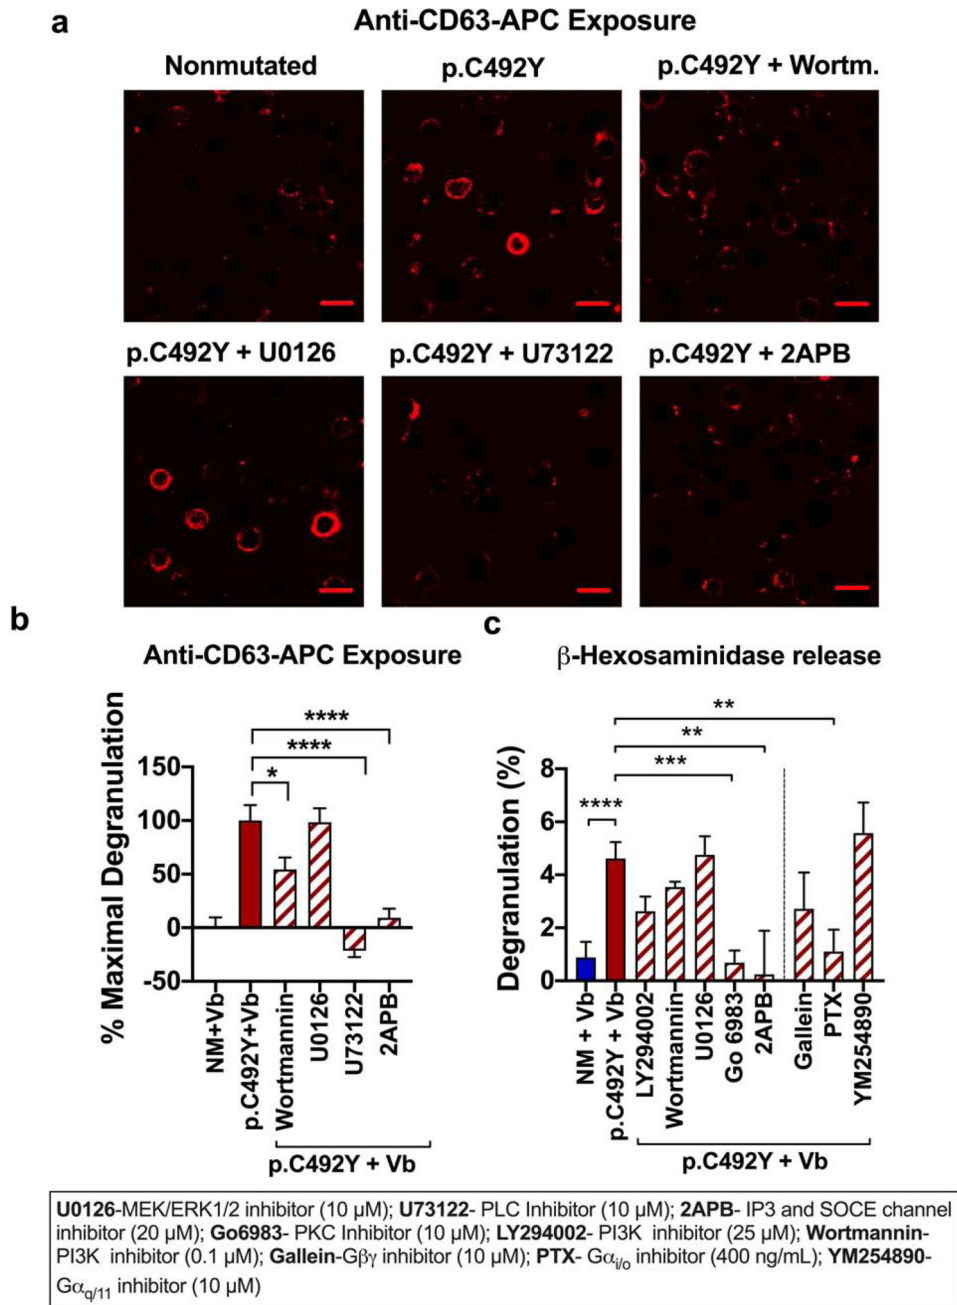 a
Anti-CD63-APC Exposure
Nonmutated
p.C492Y
p.C492Y + Wortm.
p.C492Y + U0126
p.C492Y + U73122
p.C492Y + 2APB
b
Anti-CD63-APC Exposure
% Maximal Degranulation
150
100
50
0
-50
****
****
*
NM+Vb
p.C492Y+Vb
Wortmannin
U0126
U73122
2APB
p.C492Y + Vb
c
β-Hexosaminidase release
Degranulation (%)
8
6
4
2
0
**
**
***
****
NM + Vb
p.C492Y + Vb
LY294002
Wortmannin
U0126
Go 6983
2APB
Gallein
PTX
YM254890
p.C492Y + Vb
U0126-MEK/ERK1/2 inhibitor (10 μM); U73122- PLC Inhibitor (10 μM); 2APB- IP3 and SOCE channel
inhibitor (20 μM); Go6983- PKC Inhibitor (10 μM); LY294002- PI3K inhibitor (25 μM); Wortmannin-
PI3K inhibitor (0.1 μM); Gallein-Gβγ inhibitor (10 μM); PTX- Gαi/o inhibitor (400 ng/mL); YM254890-
Gαq/11 inhibitor (10 μM)